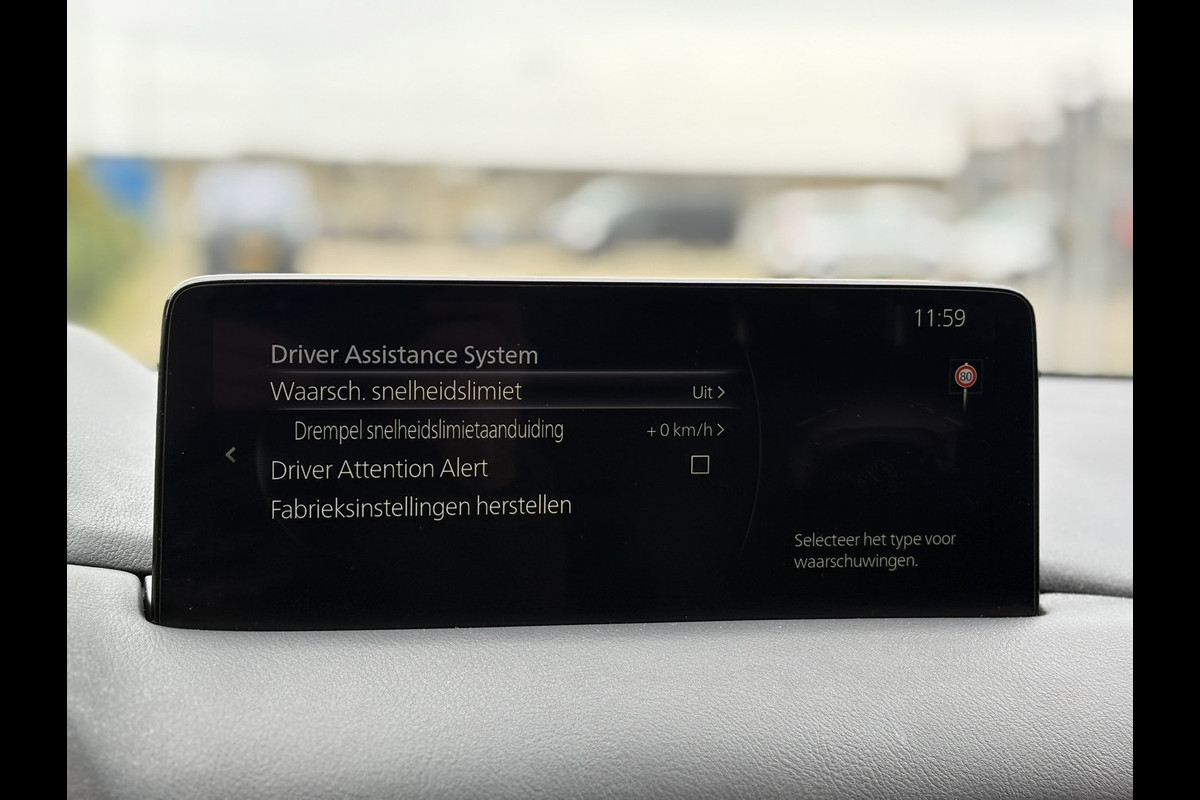 11:59
Driver Assistance System
Waarsch. snelheidslimiet Uit >
Drempel snelheidslimietaanduiding + 0 km/h >
Driver Attention Alert
Fabrieksinstellingen herstellen
80
Selecteer het type voor
waarschuwingen.